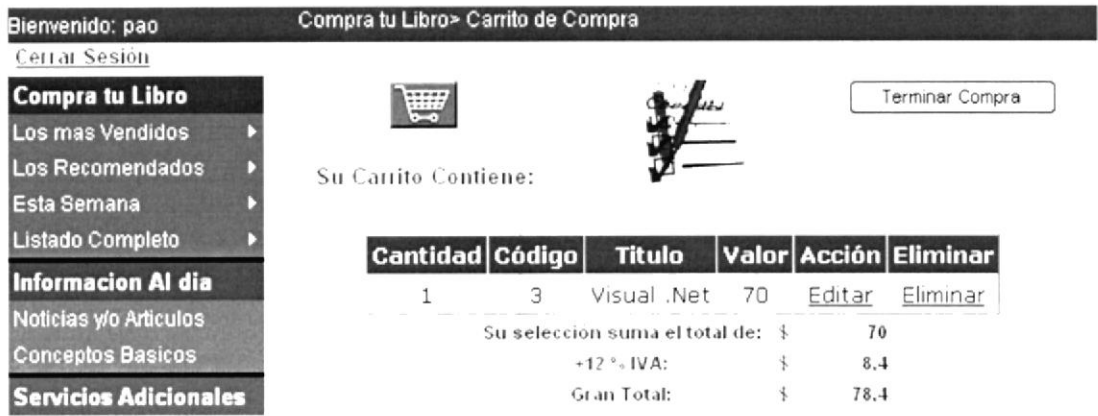 Bienvenido: pao
Compra tu Libro> Carrito de Compra
Cerrar Sesión
Compra tu Libro
Los mas Vendidos
Los Recomendados
Esta Semana
Listado Completo
Informacion Al dia
Noticias y/o Articulos
Conceptos Basicos
Servicios Adicionales
Terminar Compra
Su Carrito Contiene:
Cantidad Código Titulo Valor Acción Eliminar
1 3 Visual .Net 70 Editar Eliminar
Su selección suma el total de: $ 70
+12 % IVA: $ 8.4
Gran Total: $ 78.4